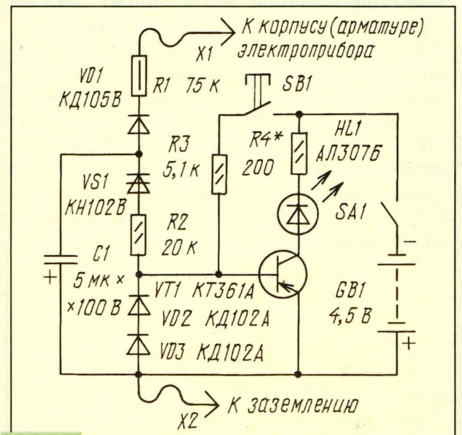 К корпусу (арматуре)
электроприбора
X1
VD1
КД105В
R1 75 к
SB1
R3
5,1 к
R4*
200
HL1
АЛ307Б
VS1
КН102В
SA1
R2
20 к
C1
5 мк ×
×100 В
+
VT1 КТ361А
VD2 КД102А
VD3 КД102А
−
GB1
4,5 В
+
X2
К заземлению